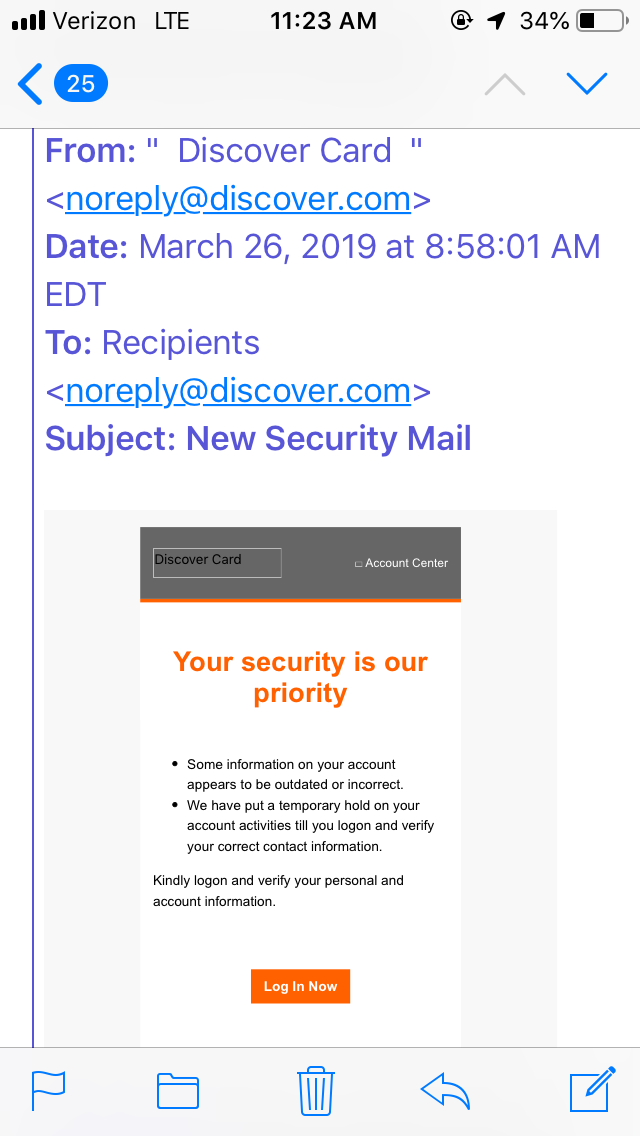 Verizon LTE 11:23 AM 34%
25
From: " Discover Card "
<noreply@discover.com>
Date: March 26, 2019 at 8:58:01 AM
EDT
To: Recipients
<noreply@discover.com>
Subject: New Security Mail
Discover Card □ Account Center
Your security is our
priority
• Some information on your account
appears to be outdated or incorrect.
• We have put a temporary hold on your
account activities till you logon and verify
your correct contact information.
Kindly logon and verify your personal and
account information.
Log In Now